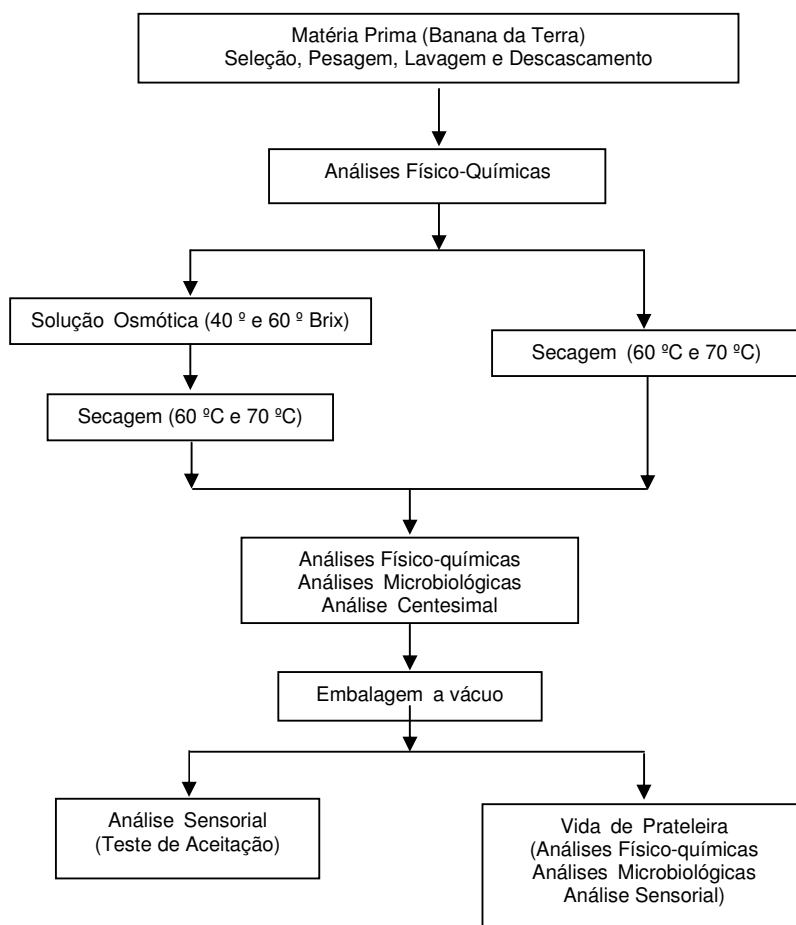 Matéria Prima (Banana da Terra)
Seleção, Pesagem, Lavagem e Descascamento
Análises Físico-Químicas
Solução Osmótica (40 º e 60 º Brix)
Secagem (60 ºC e 70 ºC)
Secagem (60 ºC e 70 ºC)
Análises Físico-químicas
Análises Microbiológicas
Análise Centesimal
Embalagem a vácuo
Análise Sensorial
(Teste de Aceitação)
Vida de Prateleira
(Análises Físico-químicas
Análises Microbiológicas
Análise Sensorial)